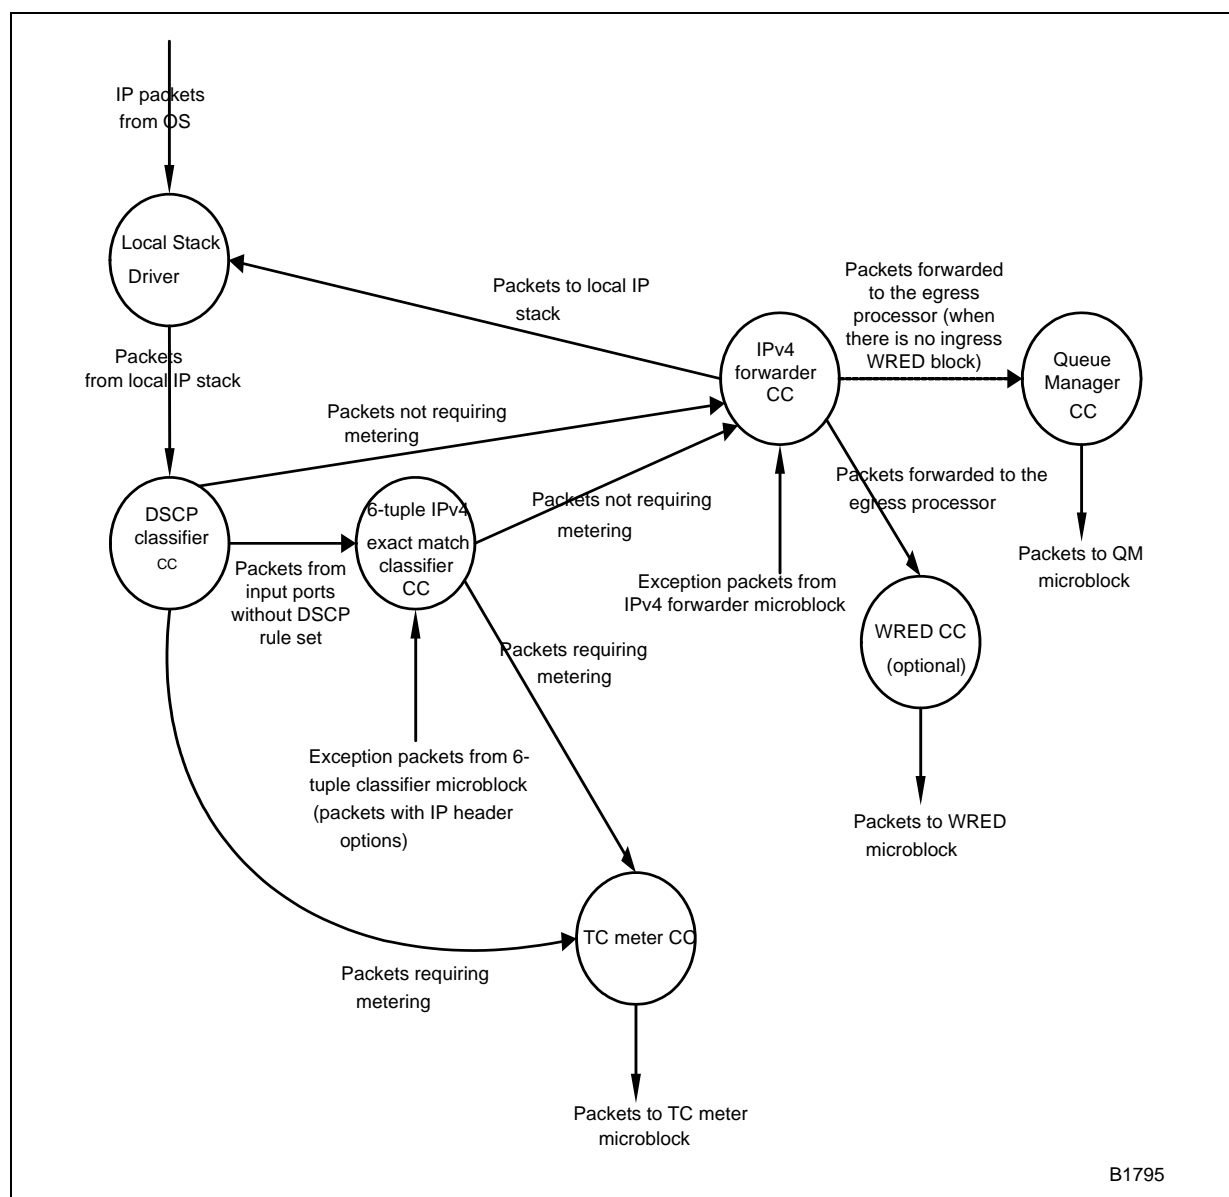 IP packets
from OS
Local Stack
Driver
Packets
from local IP stack
Packets to local IP
stack
Packets forwarded
to the egress
processor (when
there is no ingress
WRED block)
IPv4
forwarder
CC
Queue
Manager
CC
Packets not requiring
metering
DSCP
classifier
CC
6-tuple IPv4
exact match
classifier
CC
Packets from
input ports
without DSCP
rule set
Packets not requiring
metering
Packets forwarded to the
egress processor
Exception packets from
IPv4 forwarder microblock
Packets to QM
microblock
WRED CC
(optional)
Packets requiring
metering
Exception packets from 6-
tuple classifier microblock
(packets with IP header
options)
Packets to WRED
microblock
TC meter CC
Packets requiring
metering
Packets to TC meter
microblock
B1795